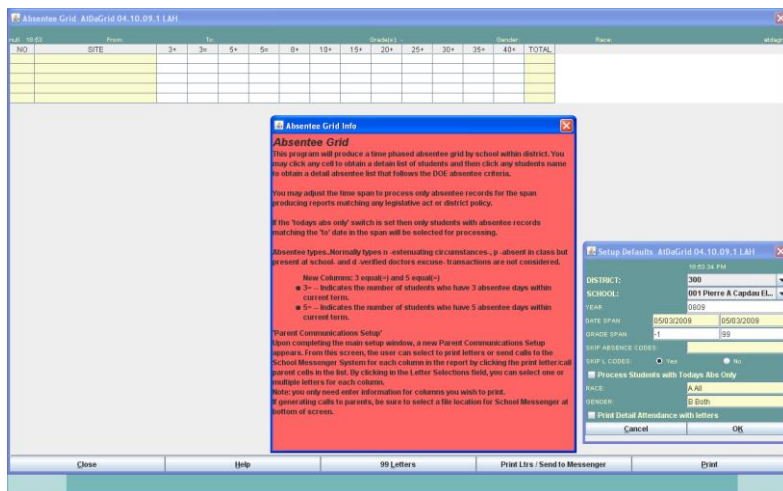 Absentee Grid AtDaGrid 04.10.09.1 LAH
null 18:53 From: To: Grade(s) - Gender: Race: atdagr
NO SITE 3+ 3= 5+ 5= 8+ 10+ 15+ 20+ 25+ 30+ 35+ 40+ TOTAL
Absentee Grid Info
Absentee Grid
This program will produce a time phased absentee grid by school within district. You
may click any cell to obtain a detain list of students and then click any students name
to obtain a detail absentee list that follows the DOE absentee criteria.
You may adjust the time span to process only absentee records for the span
producing reports matching any legislative act or district policy.
If the 'todays abs only' switch is set then only students with absentee records
matching the 'to' date in the span will be selected for processing.
Absentee types..Normally types n -extenuating circumstances-, p -absent in class but
present at school- and d -verified doctors excuse- transactions are not considered.
New Columns: 3 equal(=) and 5 equal(=)
3= -- Indicates the number of students who have 3 absentee days within
current term.
5= -- Indicates the number of students who have 5 absentee days within
current term.
'Parent Communications Setup'
Upon completing the main setup window, a new Parent Communications Setup
appears. From this screen, the user can select to print letters or send calls to the
School Messenger System for each column in the report by clicking the print letter/call
parent cells in the list. By clicking in the Letter Selections field, you can select one or
multiple letters for each column.
Note: you only need enter information for columns you wish to print.
If generating calls to parents, be sure to select a file location for School Messenger at
bottom of screen.
Setup Defaults AtDaGrid 04.10.09.1 LAH
18:53:34 PM
DISTRICT: 300
SCHOOL: 001 Pierre A Capdau EL...
YEAR 0809
DATE SPAN 05/03/2009 05/03/2009
GRADE SPAN -1 99
SKIP ABSENCE CODES:
SKIP L CODES: Yes No
Process Students with Todays Abs Only
RACE: A All
GENDER: B Both
Print Detail Attendance with letters
Cancel OK
Close Help 99 Letters Print Ltrs / Send to Messenger Print